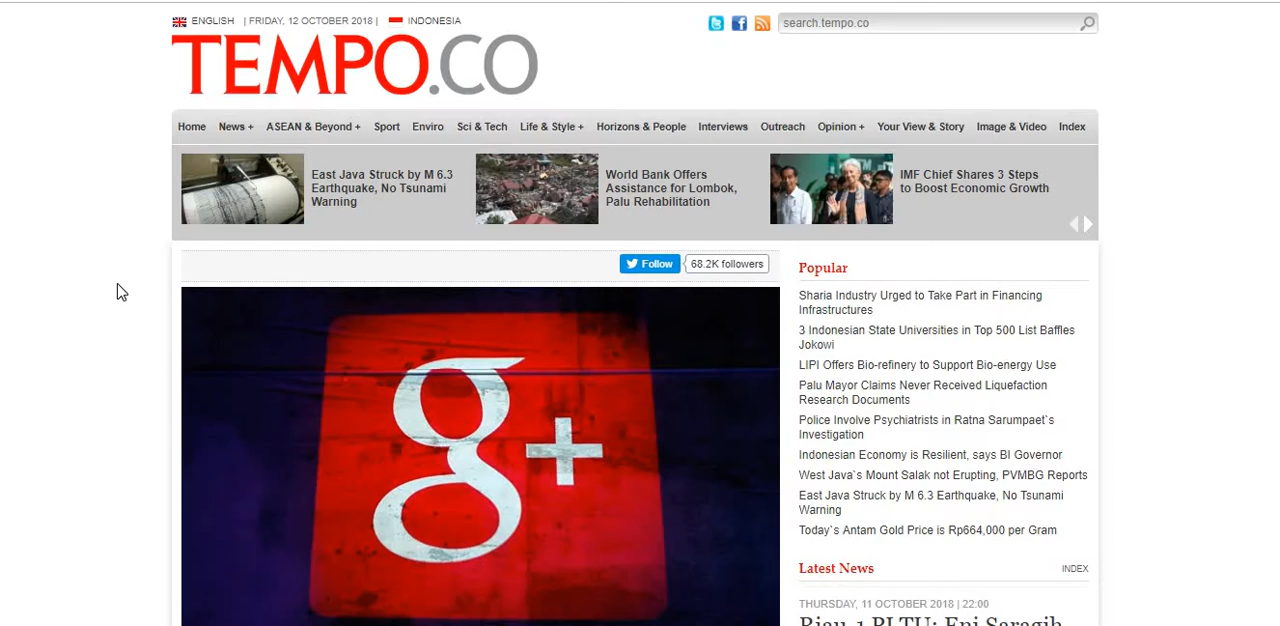 ENGLISH | FRIDAY, 12 OCTOBER 2018 | INDONESIA
search.tempo.co
TEMPO.CO
Home News + ASEAN & Beyond + Sport Enviro Sci & Tech Life & Style + Horizons & People Interviews Outreach Opinion + Your View & Story Image & Video Index
East Java Struck by M 6.3
Earthquake, No Tsunami
Warning
World Bank Offers
Assistance for Lombok,
Palu Rehabilitation
IMF Chief Shares 3 Steps
to Boost Economic Growth
Follow 68.2K followers
g+
Popular
Sharia Industry Urged to Take Part in Financing
Infrastructures
3 Indonesian State Universities in Top 500 List Baffles
Jokowi
LIPI Offers Bio-refinery to Support Bio-energy Use
Palu Mayor Claims Never Received Liquefaction
Research Documents
Police Involve Psychiatrists in Ratna Sarumpaet`s
Investigation
Indonesian Economy is Resilient, says BI Governor
West Java`s Mount Salak not Erupting, PVMBG Reports
East Java Struck by M 6.3 Earthquake, No Tsunami
Warning
Today`s Antam Gold Price is Rp664,000 per Gram
Latest News INDEX
THURSDAY, 11 OCTOBER 2018 | 22:00
Riau-1 PLTU: Eni Saragih